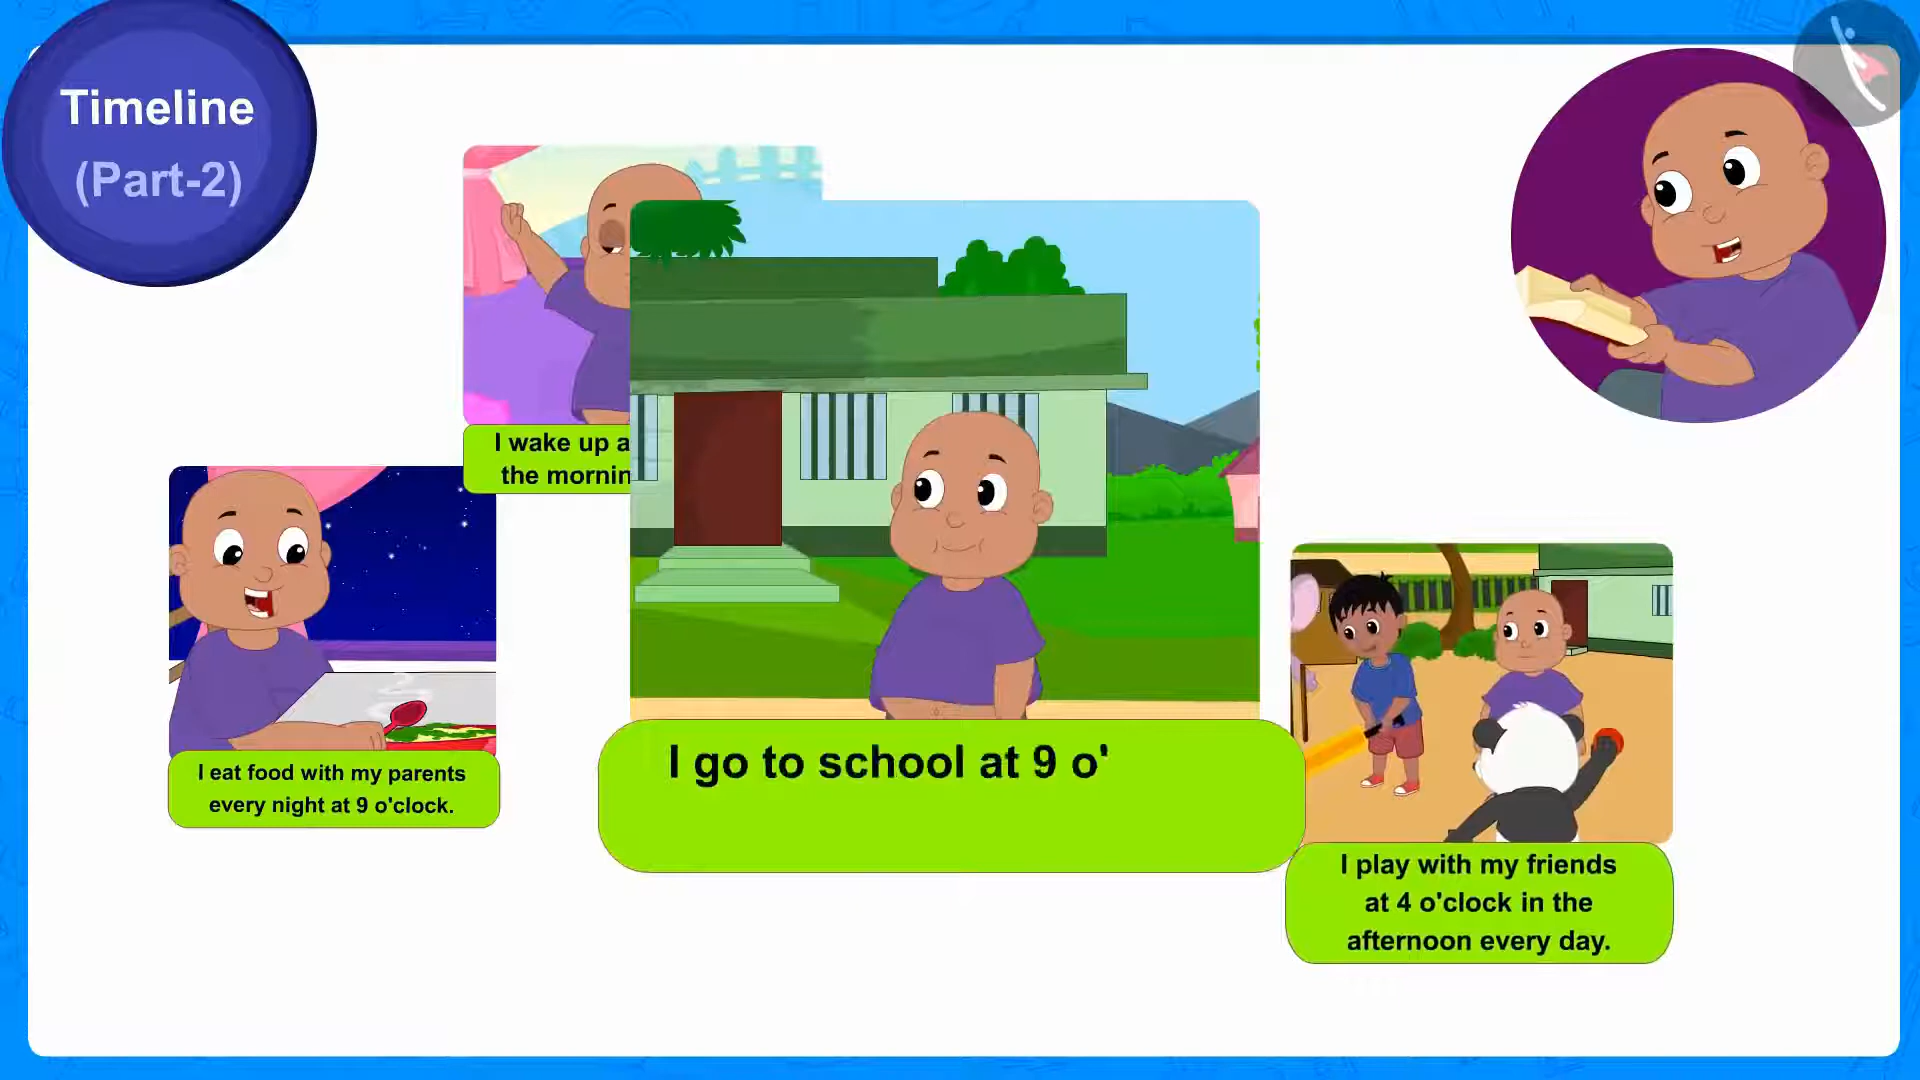 Timeline
(Part-2)
I wake up a
the mornin
I eat food with my parents
every night at 9 o'clock.
I go to school at 9 o'
I play with my friends
at 4 o'clock in the
afternoon every day.